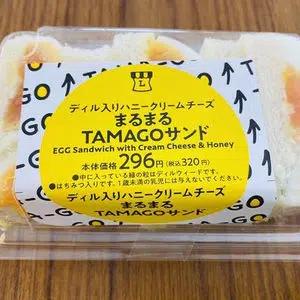 L
ディル入りハニークリームチーズ
まるまる
TAMAGOサンド
EGG Sandwich with Cream Cheese & Honey
本体価格296円(税込320円)
●中に入っている緑の粒はディルウィードです。
●はちみつ入りです。1歳未満の乳児には与えないでください。
ディル入りハニークリームチーズ
まるまる
TAMAGOサンド